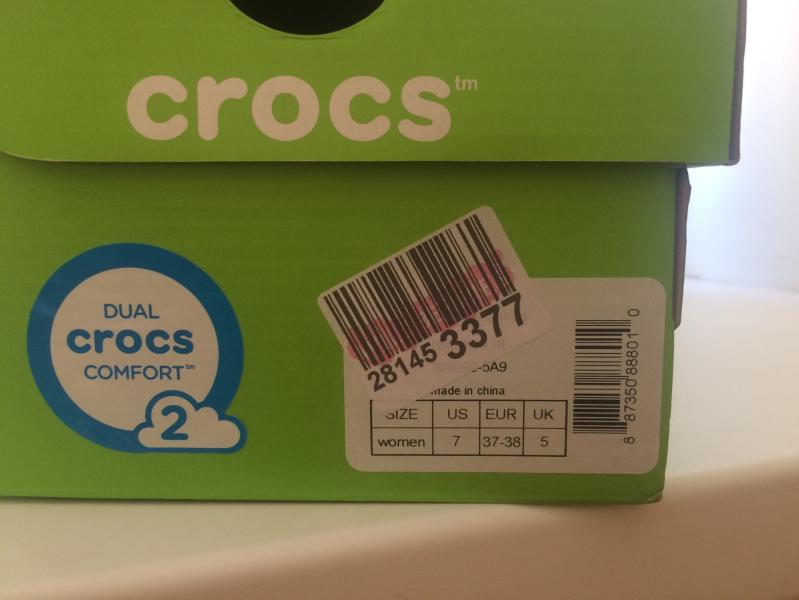 crocs™
DUAL
crocs
COMFORT™
2
28145 3377
-5A9
made in china
SIZE US EUR UK
women 7 37-38 5
8 87350 88801 0